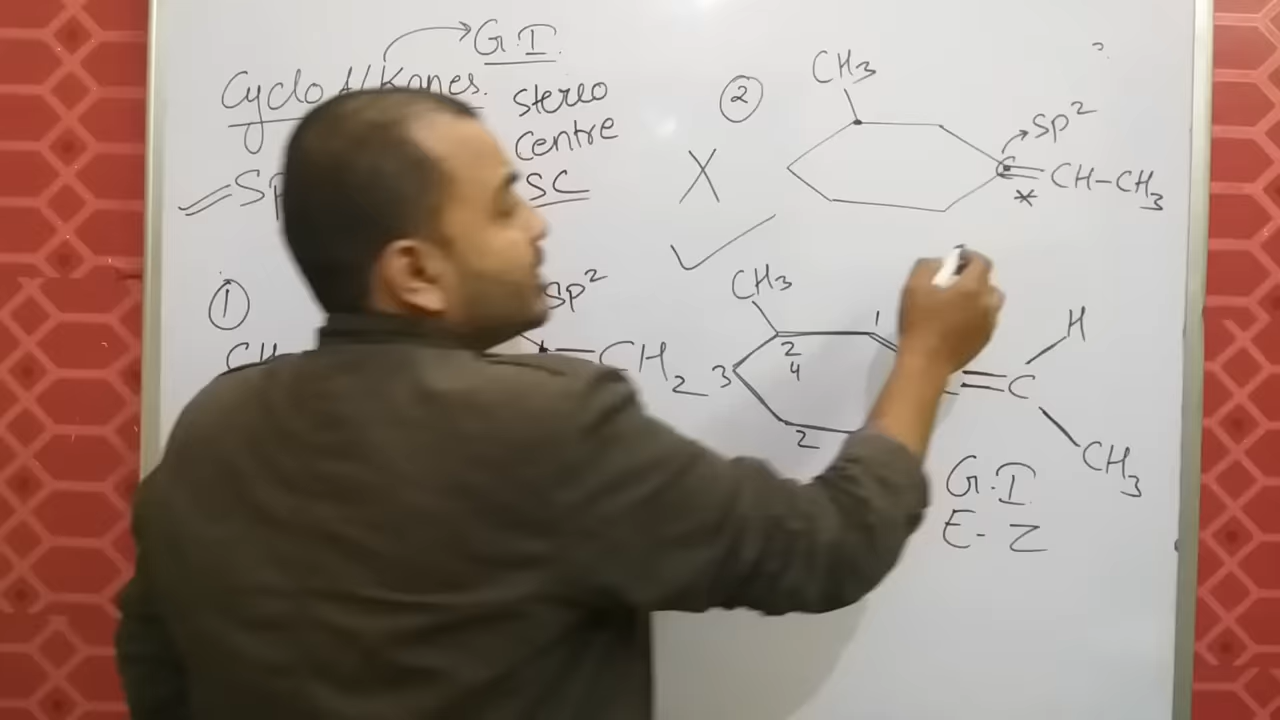 G.I.
Cyclo Alkanes.
Stereo
Centre
SC
=SP
①
SP²
CH₂
②
CH₃
SP²
C=CH-CH₃
*
X
✓
CH₃
1
2
4
3
2
=C
H
CH₃
G.I
E-Z